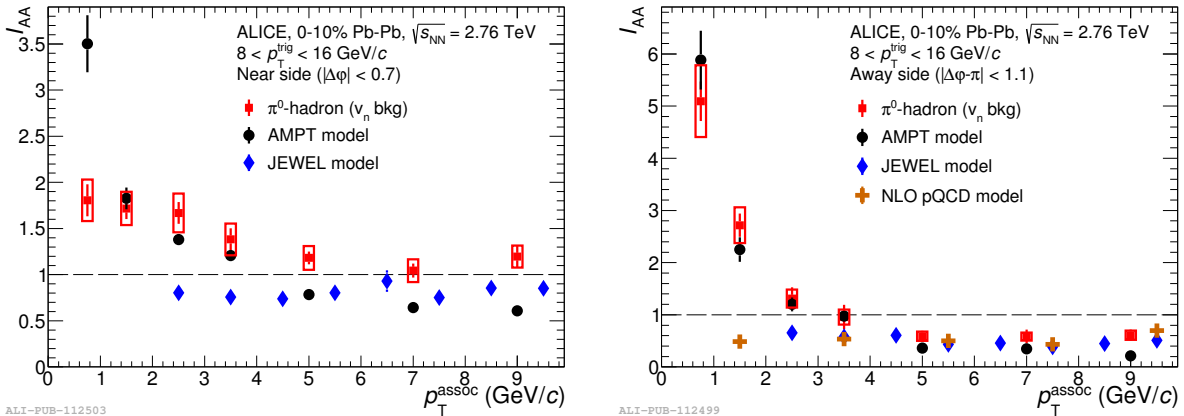 I_AA
ALICE, 0-10% Pb-Pb, √s_NN = 2.76 TeV
8 < p_T^trig < 16 GeV/c
Near side (|Δφ| < 0.7)
π⁰-hadron (v_n bkg)
AMPT model
JEWEL model
3.5
3
2.5
2
1.5
1
0.5
0
0 1 2 3 4 5 6 7 8 9
p_T^assoc (GeV/c)
ALI-PUB-112503
I_AA
ALICE, 0-10% Pb-Pb, √s_NN = 2.76 TeV
8 < p_T^trig < 16 GeV/c
Away side (|Δφ-π| < 1.1)
π⁰-hadron (v_n bkg)
AMPT model
JEWEL model
NLO pQCD model
6
5
4
3
2
1
0
0 1 2 3 4 5 6 7 8 9
p_T^assoc (GeV/c)
ALI-PUB-112499